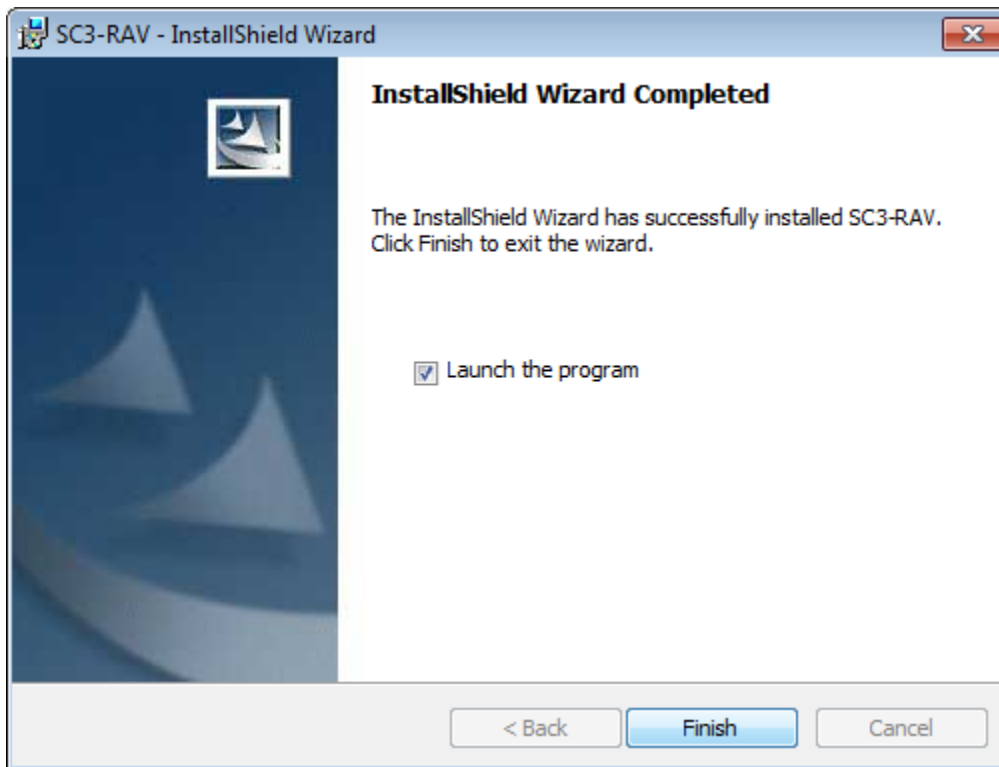 SC3-RAV - InstallShield Wizard
InstallShield Wizard Completed
The InstallShield Wizard has successfully installed SC3-RAV.
Click Finish to exit the wizard.
Launch the program
< Back
Finish
Cancel